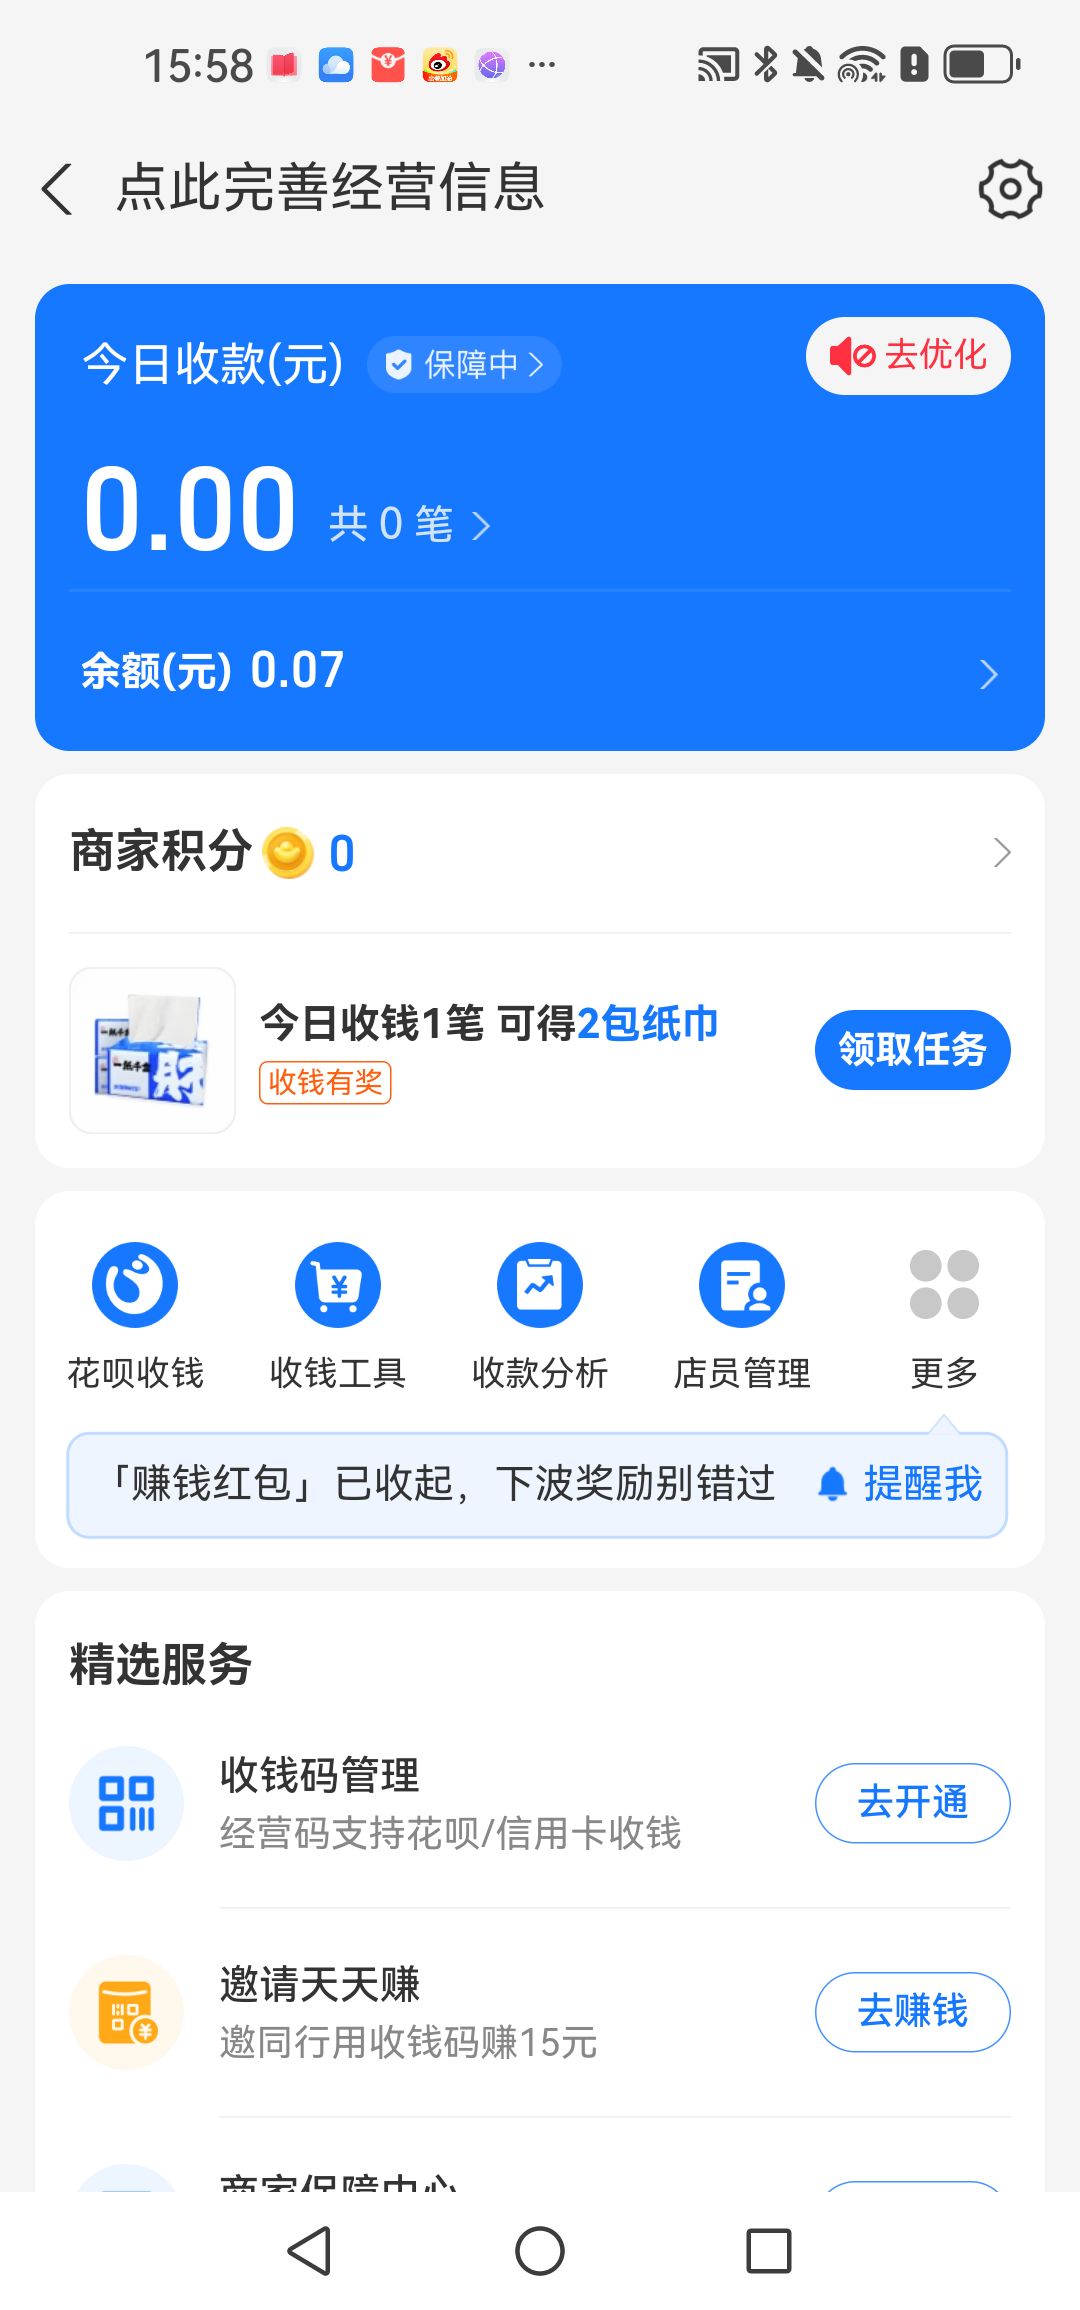 15:58
点此完善经营信息
今日收款(元) 保障中 去优化
0.00 共 0 笔
余额(元) 0.07
商家积分 0
今日收钱1笔 可得2包纸巾
收钱有奖
领取任务
花呗收钱 收钱工具 收款分析 店员管理 更多
「赚钱红包」已收起，下波奖励别错过 提醒我
精选服务
收钱码管理
经营码支持花呗/信用卡收钱
去开通
邀请天天赚
邀同行用收钱码赚15元
去赚钱
商家保障中心